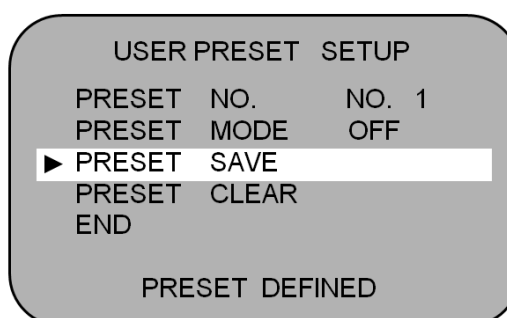 USER PRESET SETUP
PRESET NO. NO. 1
PRESET MODE OFF
► PRESET SAVE
PRESET CLEAR
END
PRESET DEFINED